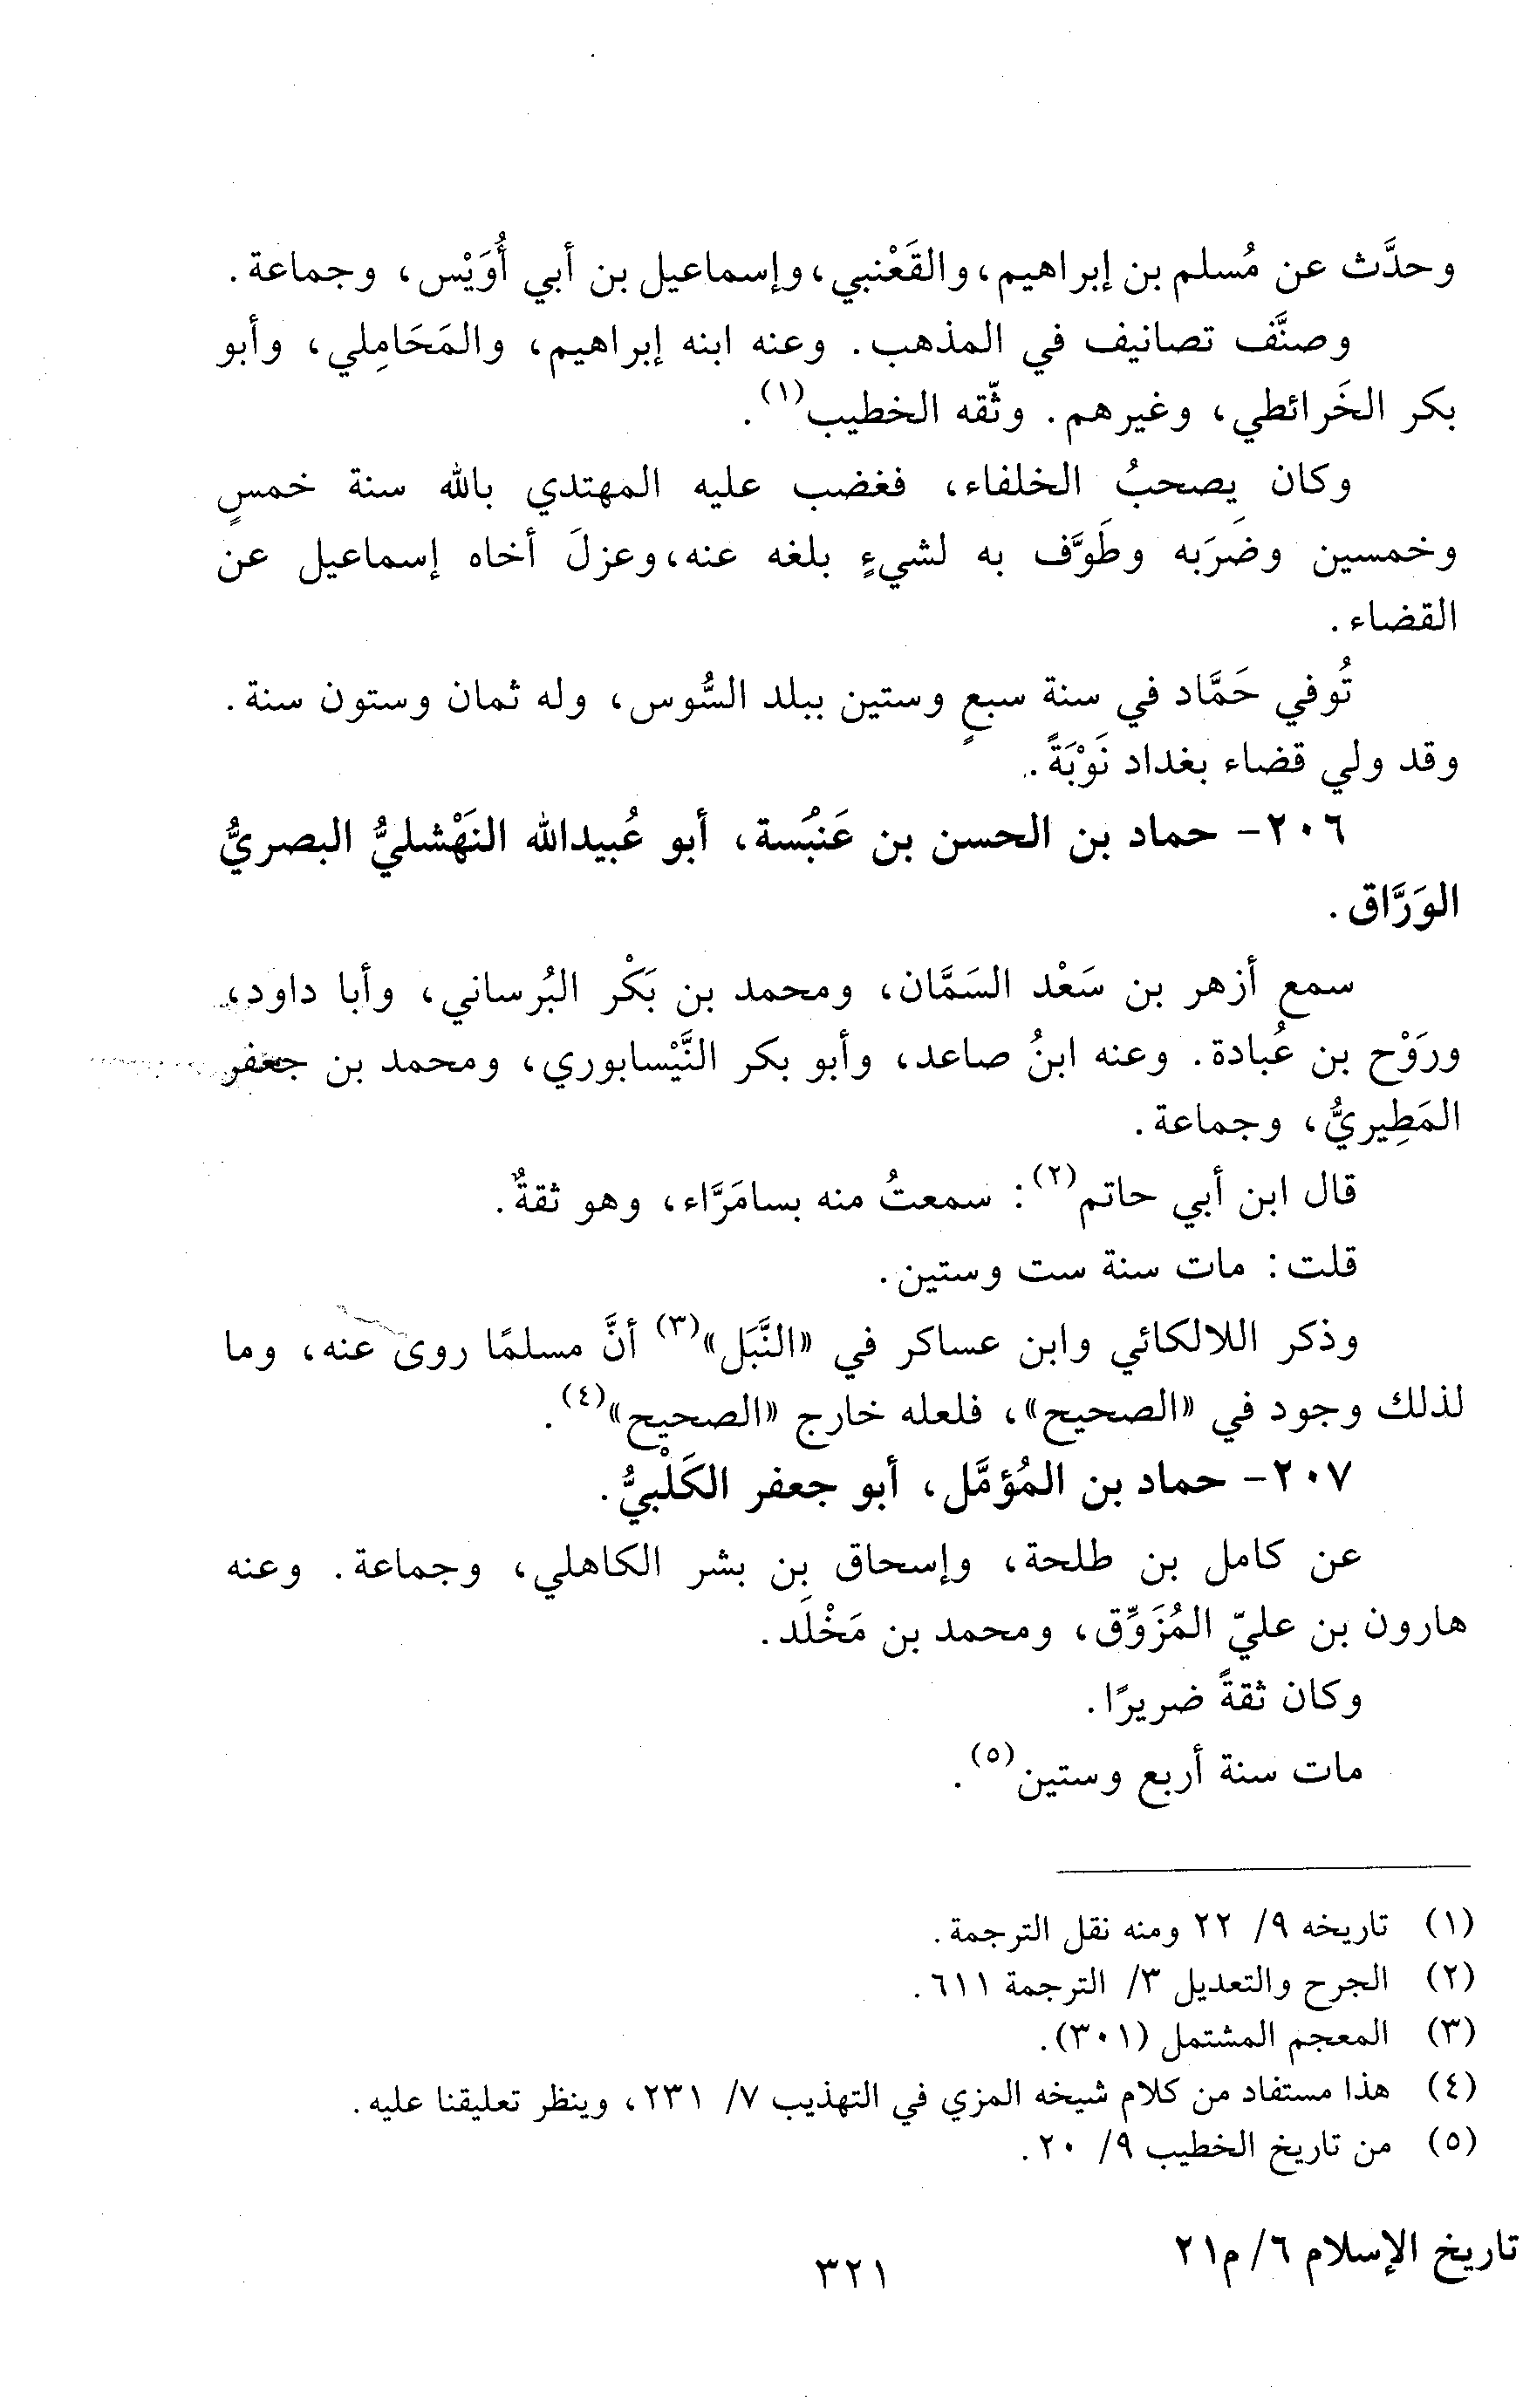 وحدَّث عن مُسلم بن إبراهيم، والقَعْنبي، وإسماعيل بن أبي أُوَيْس، وجماعة.
وصنَّف تصانيف في المذهب. وعنه ابنه إبراهيم، والمَحَامِلي، وأبو
بكر الخَرائطي، وغيرهم. وثّقه الخطيب(١).
وكان يصحبُ الخلفاء، فغضب عليه المهتدي بالله سنة خمسٍ
وخمسين وضَرَبه وطَوَّف به لشيءٍ بلغه عنه، وعزلَ أخاه إسماعيل عن
القضاء.
تُوفي حَمَّاد في سنة سبعٍ وستين ببلد السُّوس، وله ثمان وستون سنة.
وقد ولي قضاء بغداد نَوْبَةً.
٢٠٦- حماد بن الحسن بن عَنبُسة، أبو عُبيدالله النَهْشليُّ البصريُّ
الوَرَّاق.
سمع أزهر بن سَعْد السَمَّان، ومحمد بن بَكْر البُرساني، وأبا داود،
ورَوْح بن عُبادة. وعنه ابنُ صاعد، وأبو بكر النَّيْسابوري، ومحمد بن جعفر
المَطِيريُّ، وجماعة.
قال ابن أبي حاتم(٢): سمعتُ منه بسامَرَّاء، وهو ثقةٌ.
قلت: مات سنة ست وستين.
وذكر اللالكائي وابن عساكر في «النَّبَل»(٣) أنَّ مسلمًا روى عنه، وما
لذلك وجود في «الصحيح»، فلعله خارج «الصحيح»(٤).
٢٠٧- حماد بن المُؤمَّل، أبو جعفر الكَلْبيُّ.
عن كامل بن طلحة، وإسحاق بن بشر الكاهلي، وجماعة. وعنه
هارون بن عليّ المُزَوِّق، ومحمد بن مَخْلَد.
وكان ثقةً ضريرًا.
مات سنة أربع وستين(٥).
(١) تاريخه ٩/ ٢٢ ومنه نقل الترجمة.
(٢) الجرح والتعديل ٣/ الترجمة ٦١١.
(٣) المعجم المشتمل (٣٠١).
(٤) هذا مستفاد من كلام شيخه المزي في التهذيب ٧/ ٢٣١، وينظر تعليقنا عليه.
(٥) من تاريخ الخطيب ٩/ ٢٠.
تاريخ الإسلام ٦/ م٢١
٣٢١